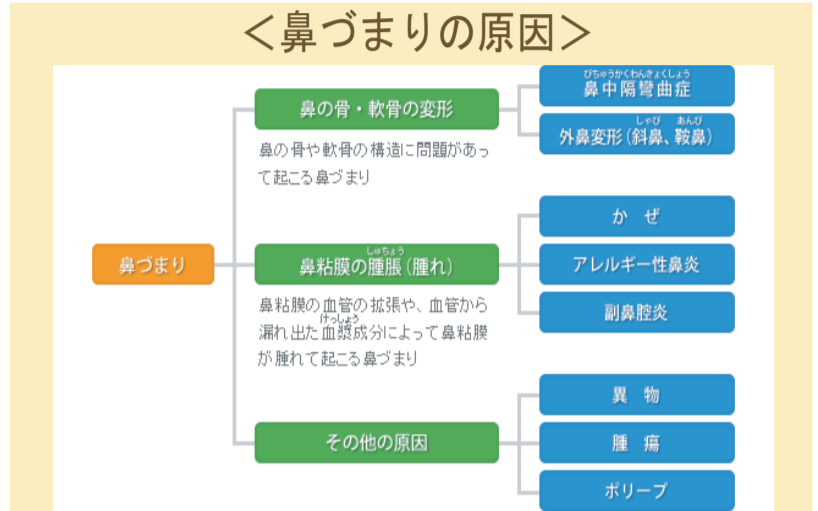 ＜鼻づまりの原因＞
鼻づまり
鼻の骨・軟骨の変形
鼻の骨や軟骨の構造に問題があっ
て起こる鼻づまり
びちゅうかくわんきょくしょう
鼻中隔彎曲症
しゃび あんび
外鼻変形（斜鼻、鞍鼻）
しゅちょう
鼻粘膜の腫脹（腫れ）
鼻粘膜の血管の拡張や、血管から
けっしょう
漏れ出た血漿成分によって鼻粘膜
が腫れて起こる鼻づまり
か ぜ
アレルギー性鼻炎
副鼻腔炎
その他の原因
異 物
腫 瘍
ポリープ